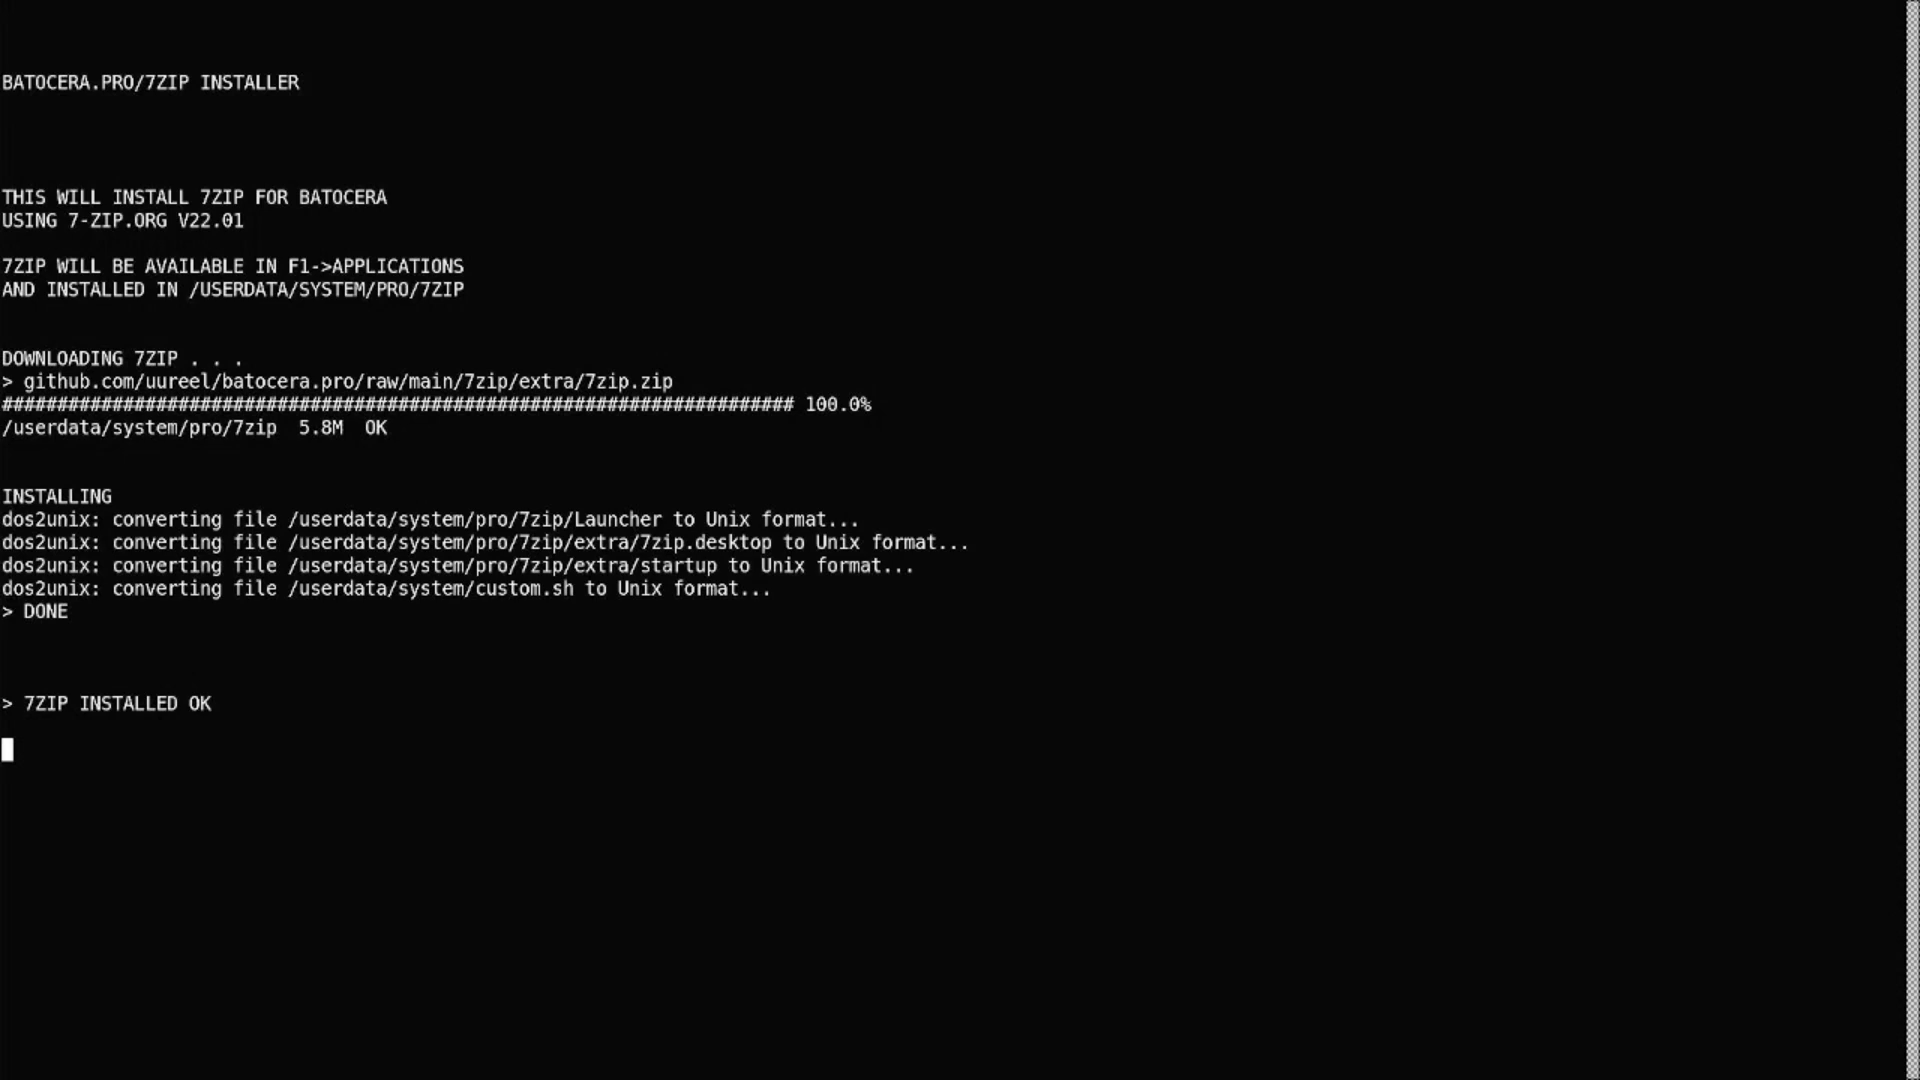 BATOCERA.PRO/7ZIP INSTALLER
THIS WILL INSTALL 7ZIP FOR BATOCERA
USING 7-ZIP.ORG V22.01
7ZIP WILL BE AVAILABLE IN F1->APPLICATIONS
AND INSTALLED IN /USERDATA/SYSTEM/PRO/7ZIP
DOWNLOADING 7ZIP . . .
> github.com/uureel/batocera.pro/raw/main/7zip/extra/7zip.zip
######################################################################## 100.0%
/userdata/system/pro/7zip  5.8M  OK
INSTALLING
dos2unix: converting file /userdata/system/pro/7zip/Launcher to Unix format...
dos2unix: converting file /userdata/system/pro/7zip/extra/7zip.desktop to Unix format...
dos2unix: converting file /userdata/system/pro/7zip/extra/startup to Unix format...
dos2unix: converting file /userdata/system/custom.sh to Unix format...
> DONE
> 7ZIP INSTALLED OK